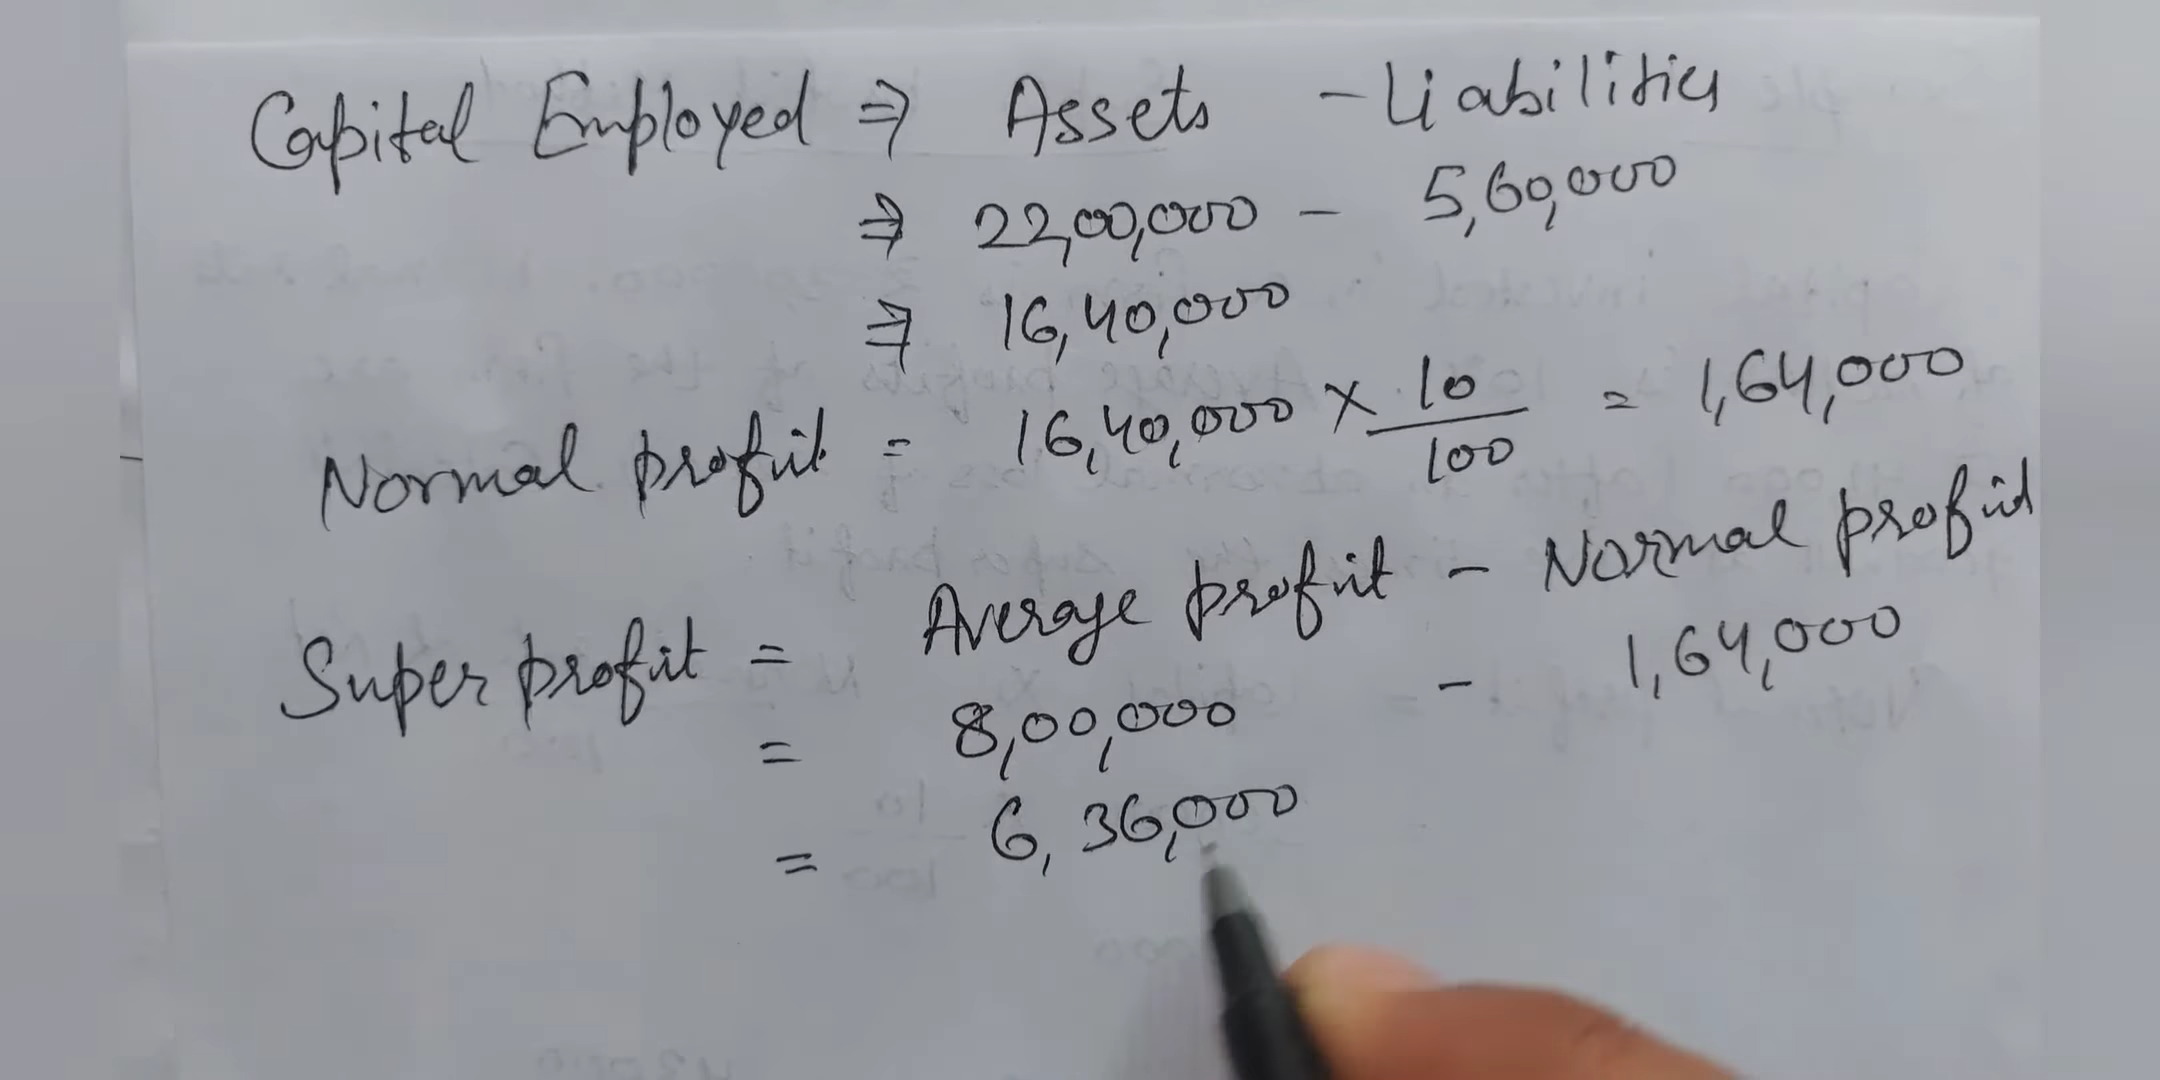 Capital Employed ⇒ Assets - Liabilities
⇒ 22,00,000 - 5,60,000
⇒ 16,40,000
Normal profit = 16,40,000 × 10/100 = 1,64,000
Super profit = Average profit - Normal profit
= 8,00,000 - 1,64,000
= 6,36,000